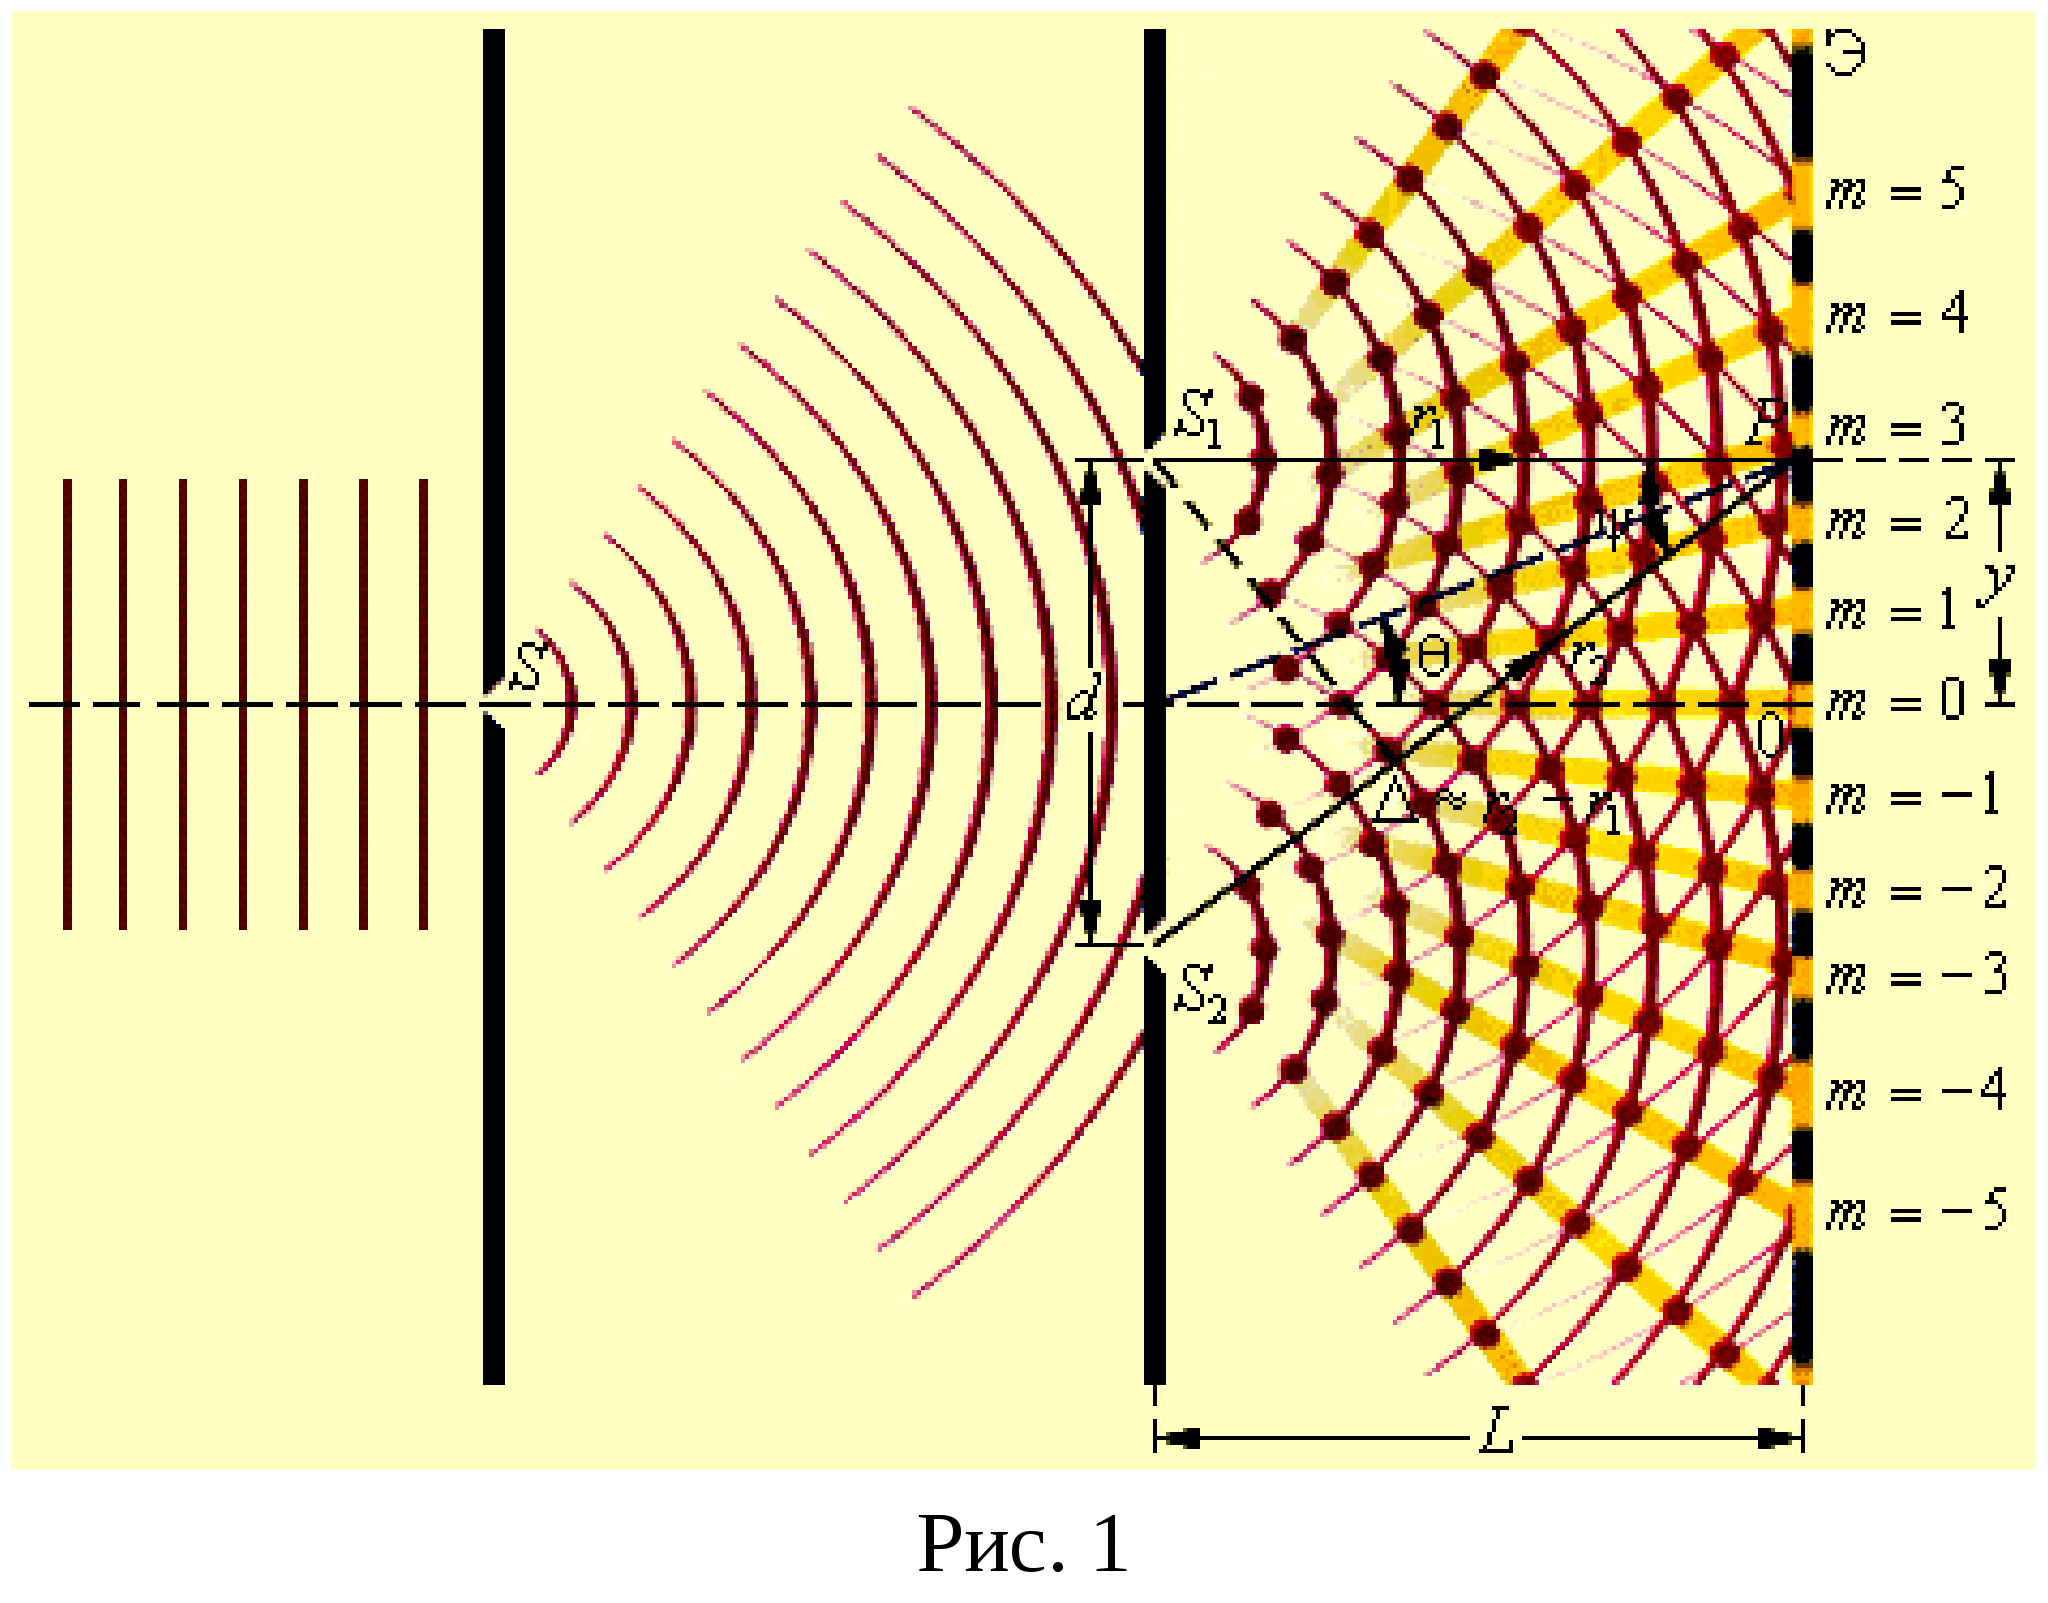 Э
m = 5
m = 4
S₁
r₁
P
m = 3
ψ
m = 2
y
m = 1
S
θ
r₂
d
m = 0
0
Δ ≈ r₂ − r₁
m = −1
m = −2
S₂
m = −3
m = −4
m = −5
L
Рис. 1